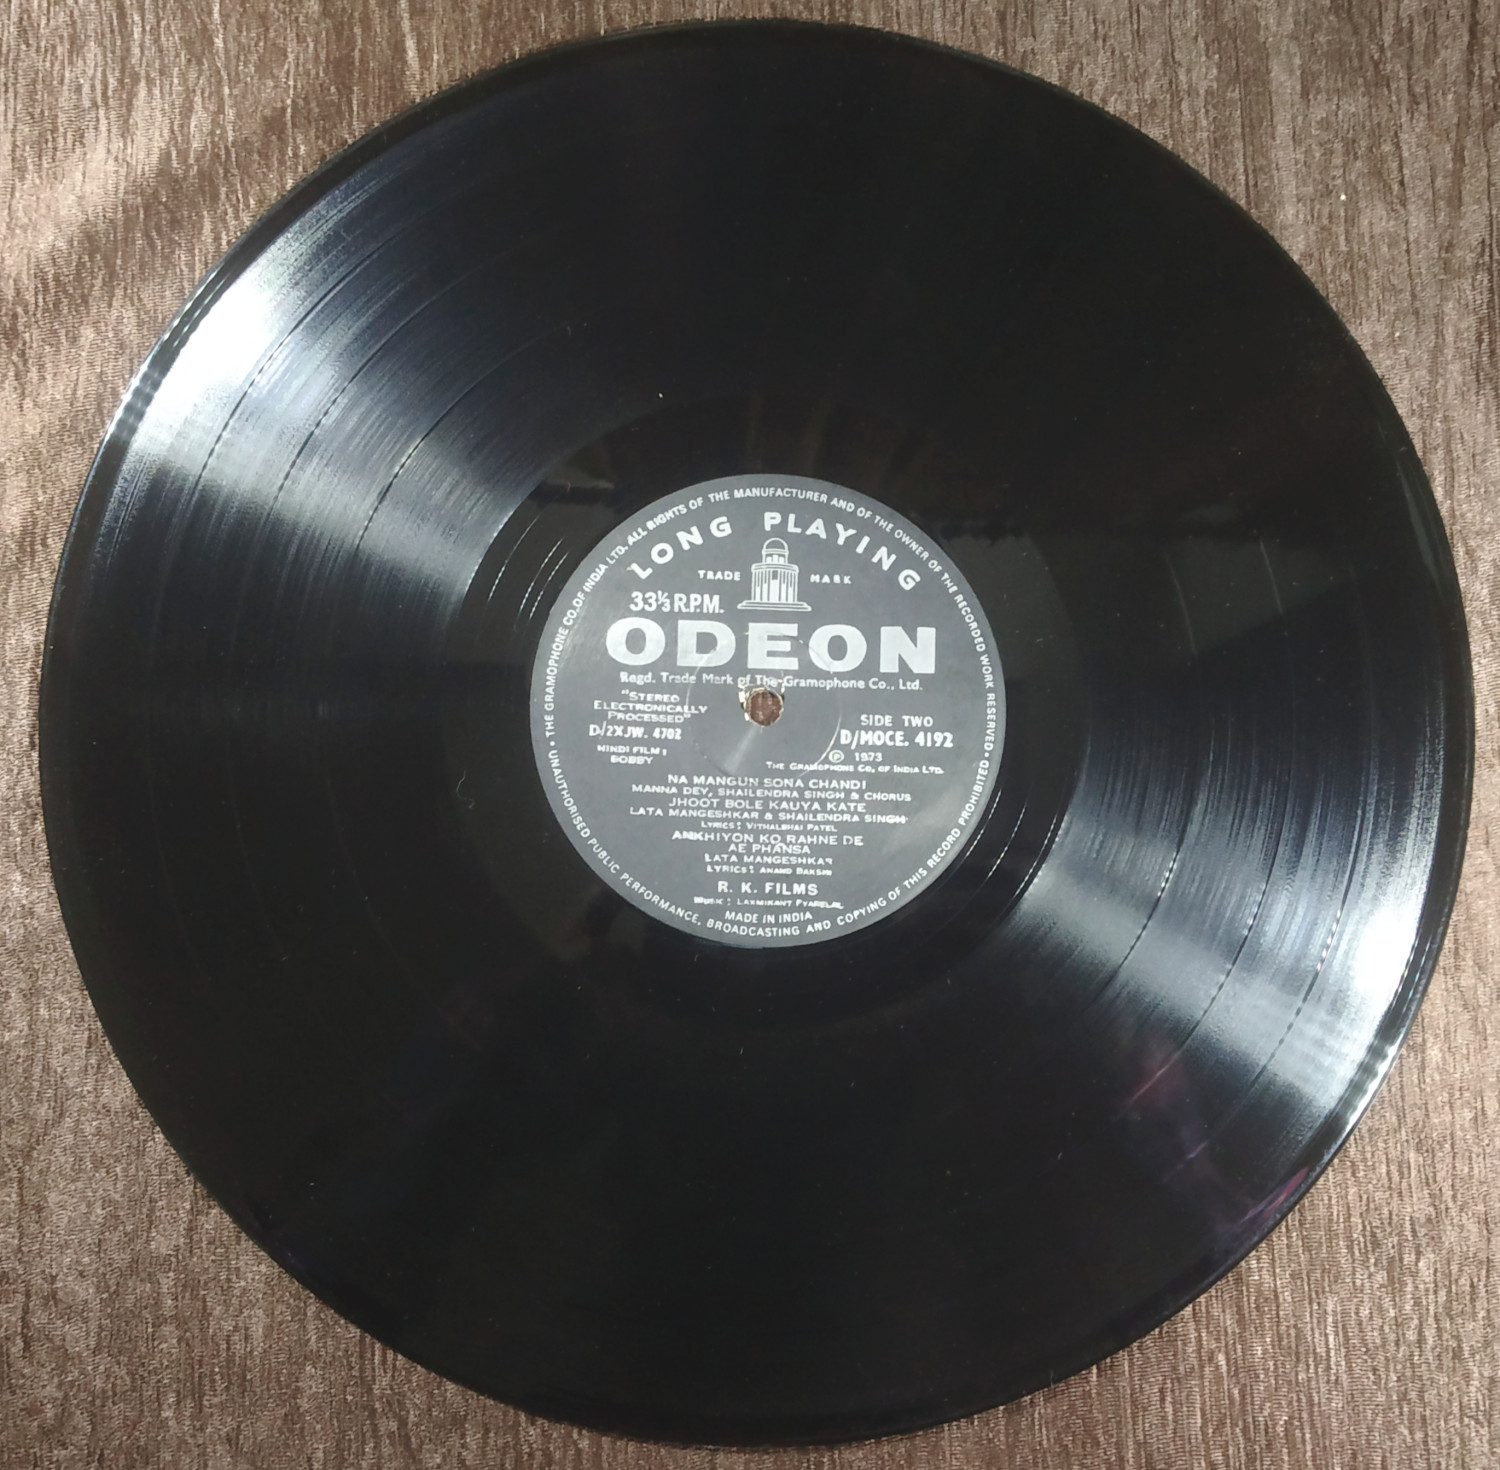 THE GRAMOPHONE CO. OF INDIA LTD. ALL RIGHTS OF THE MANUFACTURER AND OF THE OWNER OF THE RECORDED WORK RESERVED • UNAUTHORISED PUBLIC PERFORMANCE, BROADCASTING AND COPYING OF THIS RECORD PROHIBITED •
LONG PLAYING
TRADE MARK
33⅓ R.P.M.
ODEON
Regd. Trade Mark of The Gramophone Co., Ltd.
"STEREO
ELECTRONICALLY
PROCESSED"
D/2XJW. 4702
HINDI FILM :
BOBBY
SIDE TWO
D/MOCE. 4192
℗ 1973
THE GRAMOPHONE CO. OF INDIA LTD.
NA MANGUN SONA CHANDI
MANNA DEY, SHAILENDRA SINGH & CHORUS
JHOOT BOLE KAUYA KATE
LATA MANGESHKAR & SHAILENDRA SINGH
LYRICS : VITHALBHAI PATEL
ANKHIYON KO RAHNE DE
AE PHANSA
LATA MANGESHKAR
LYRICS : ANAND BAKSHI
R. K. FILMS
MUSIC : LAXMIKANT PYARELAL
MADE IN INDIA